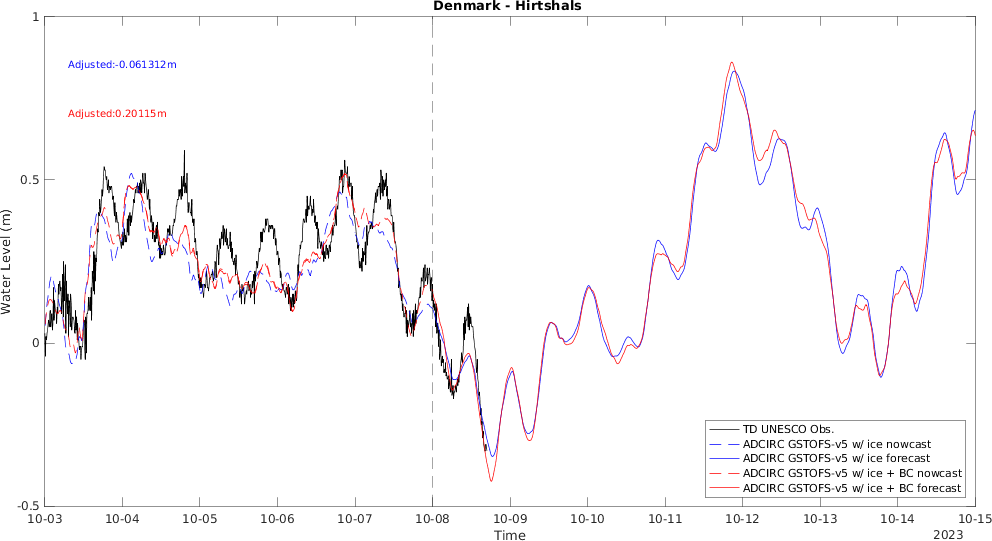 Denmark - Hirtshals
Adjusted:-0.061312m
Adjusted:0.20115m
Water Level (m)
1
0.5
0
-0.5
TD UNESCO Obs.
ADCIRC GSTOFS-v5 w/ ice nowcast
ADCIRC GSTOFS-v5 w/ ice forecast
ADCIRC GSTOFS-v5 w/ ice + BC nowcast
ADCIRC GSTOFS-v5 w/ ice + BC forecast
10-03 10-04 10-05 10-06 10-07 10-08 10-09 10-10 10-11 10-12 10-13 10-14 10-15
Time
2023